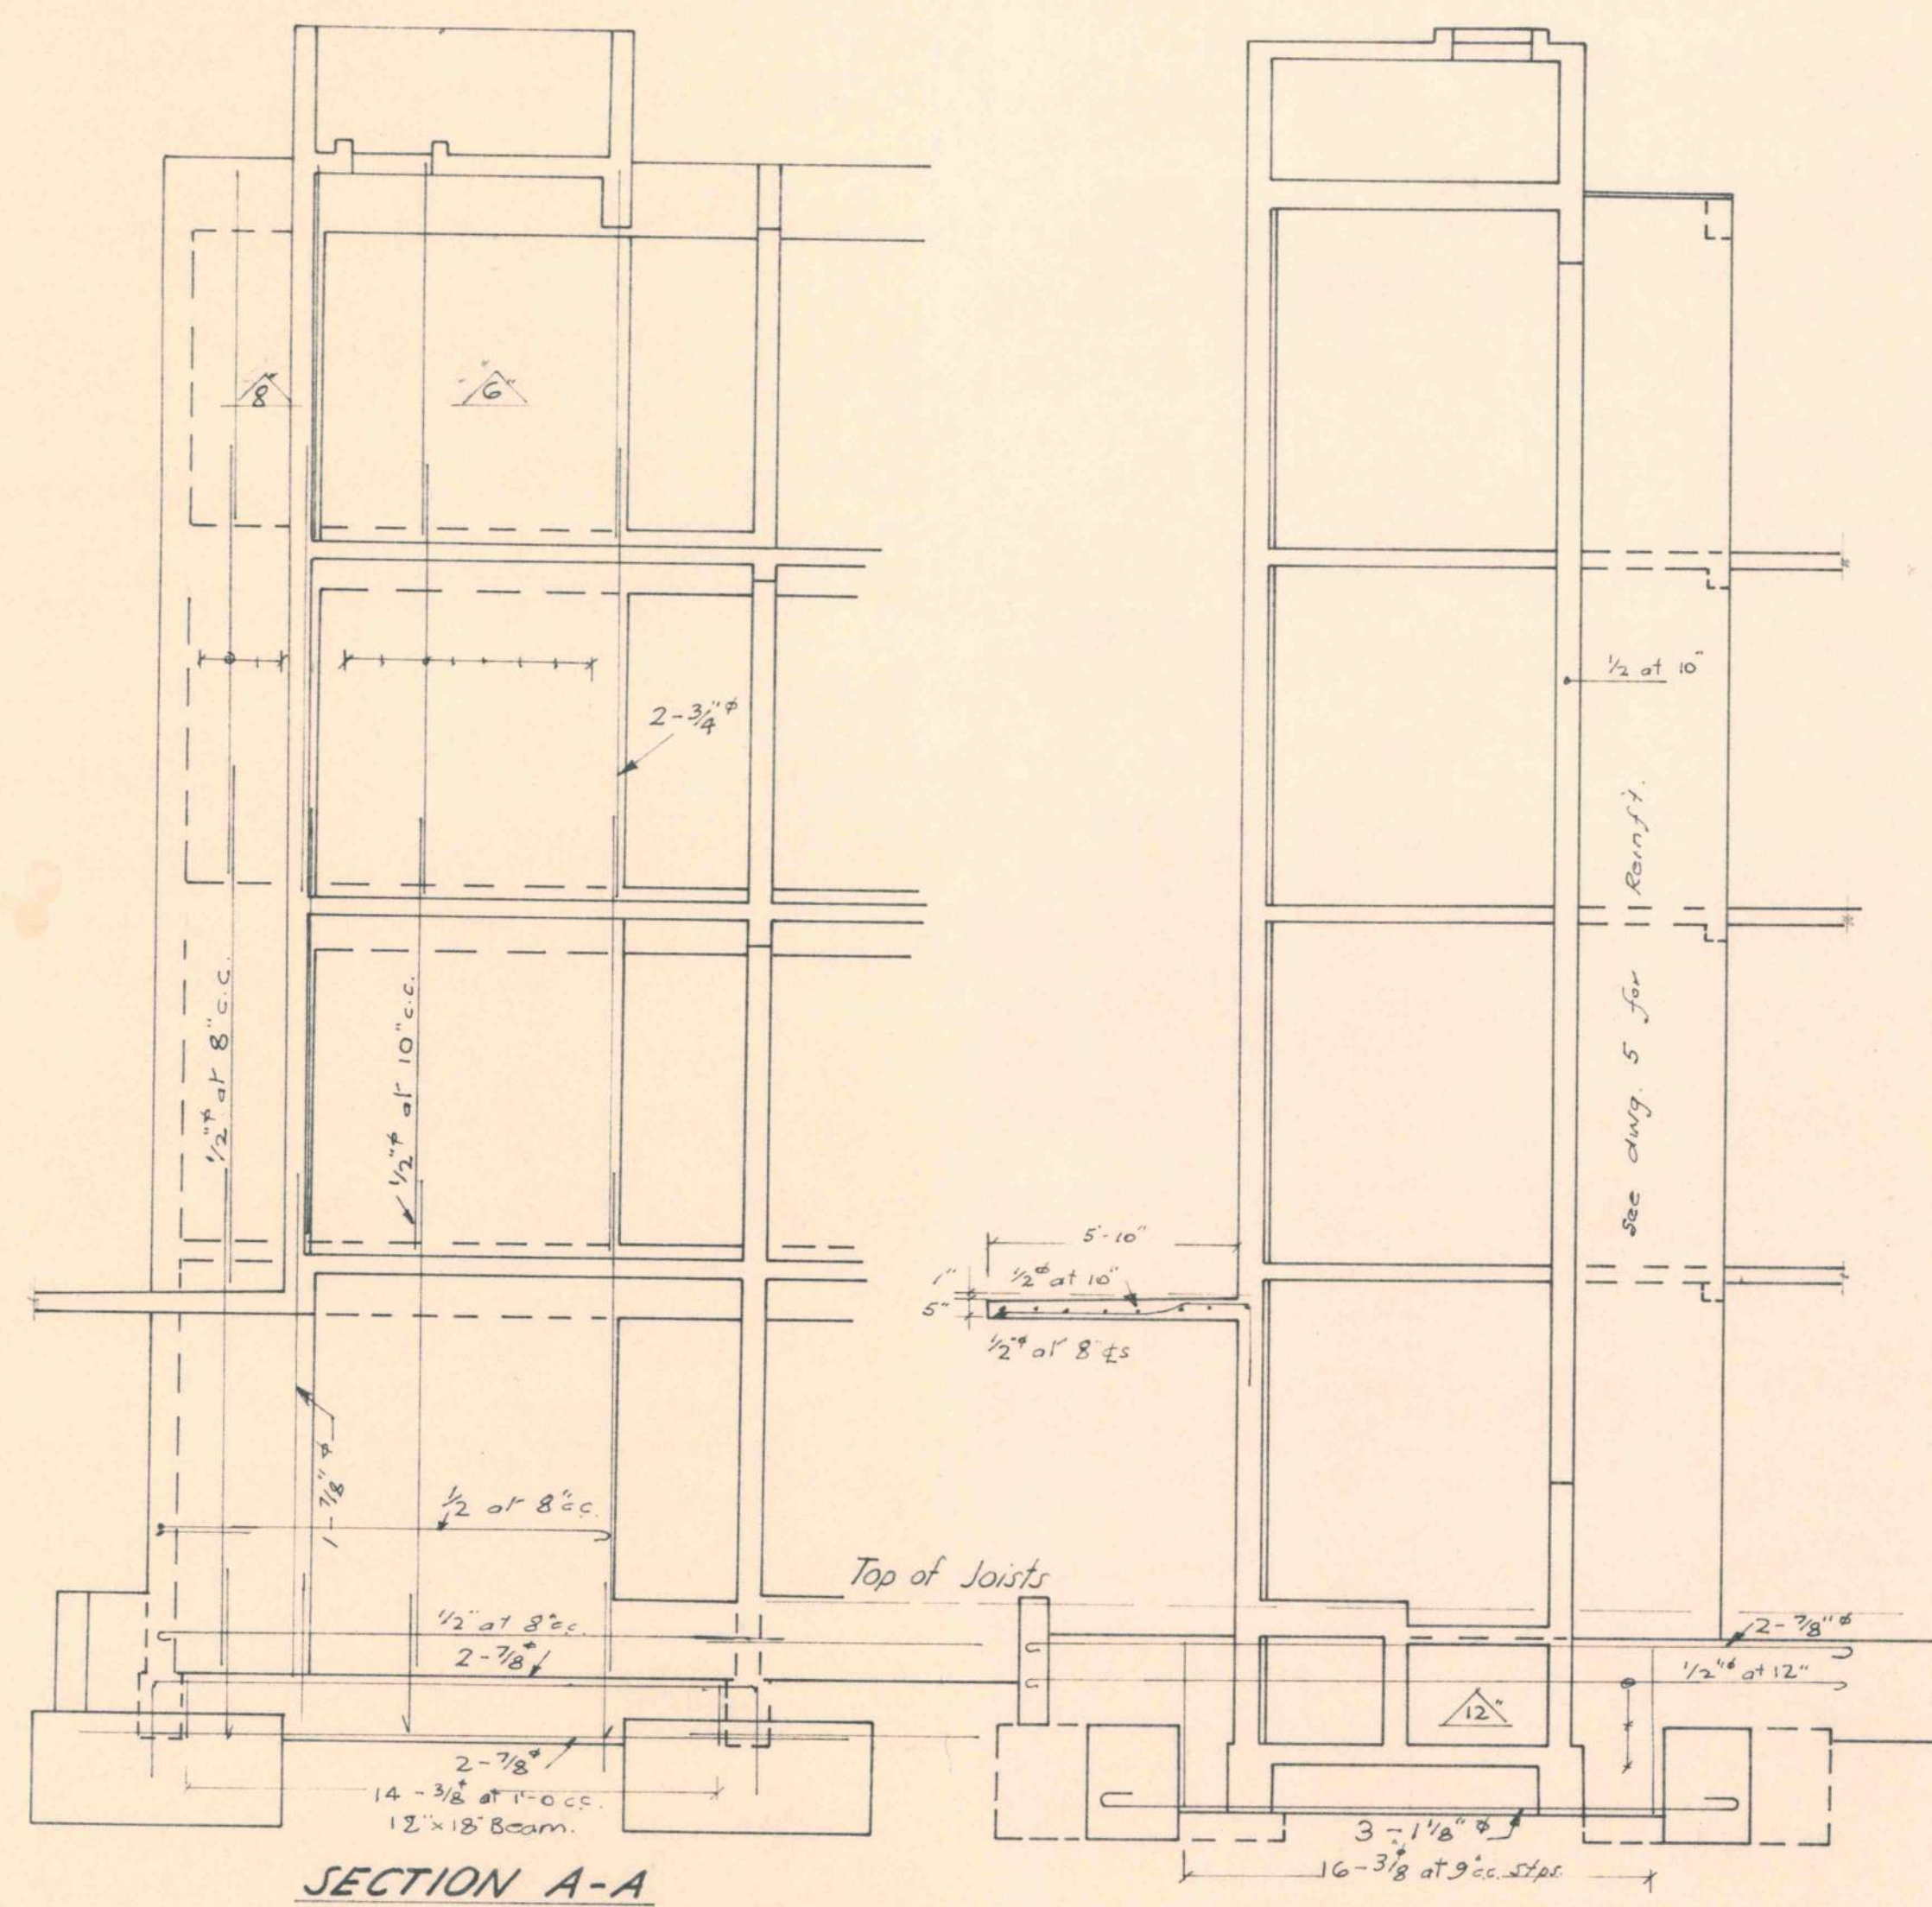 8"
6"
2-3/4"φ
1/2"φ at 8"c.c.
1/2"φ at 10"c.c.
1-7/8"φ
1/2 at 8"c.c.
1/2" at 8"c.c.
2-7/8"φ
2-7/8"φ
14-3/8"φ at 1'-0 c.c.
12"x18" Beam.
SECTION A-A
Top of Joists
1/2 at 10"
See dwg. 5 for Reinft.
5'-10"
1"
1/2"φ at 10"
5"
1/2"φ at 8 ℄s
2-7/8"φ
1/2"φ at 12"
12"
3-1 1/8"φ
16-3/8"φ at 9"c.c. stps.